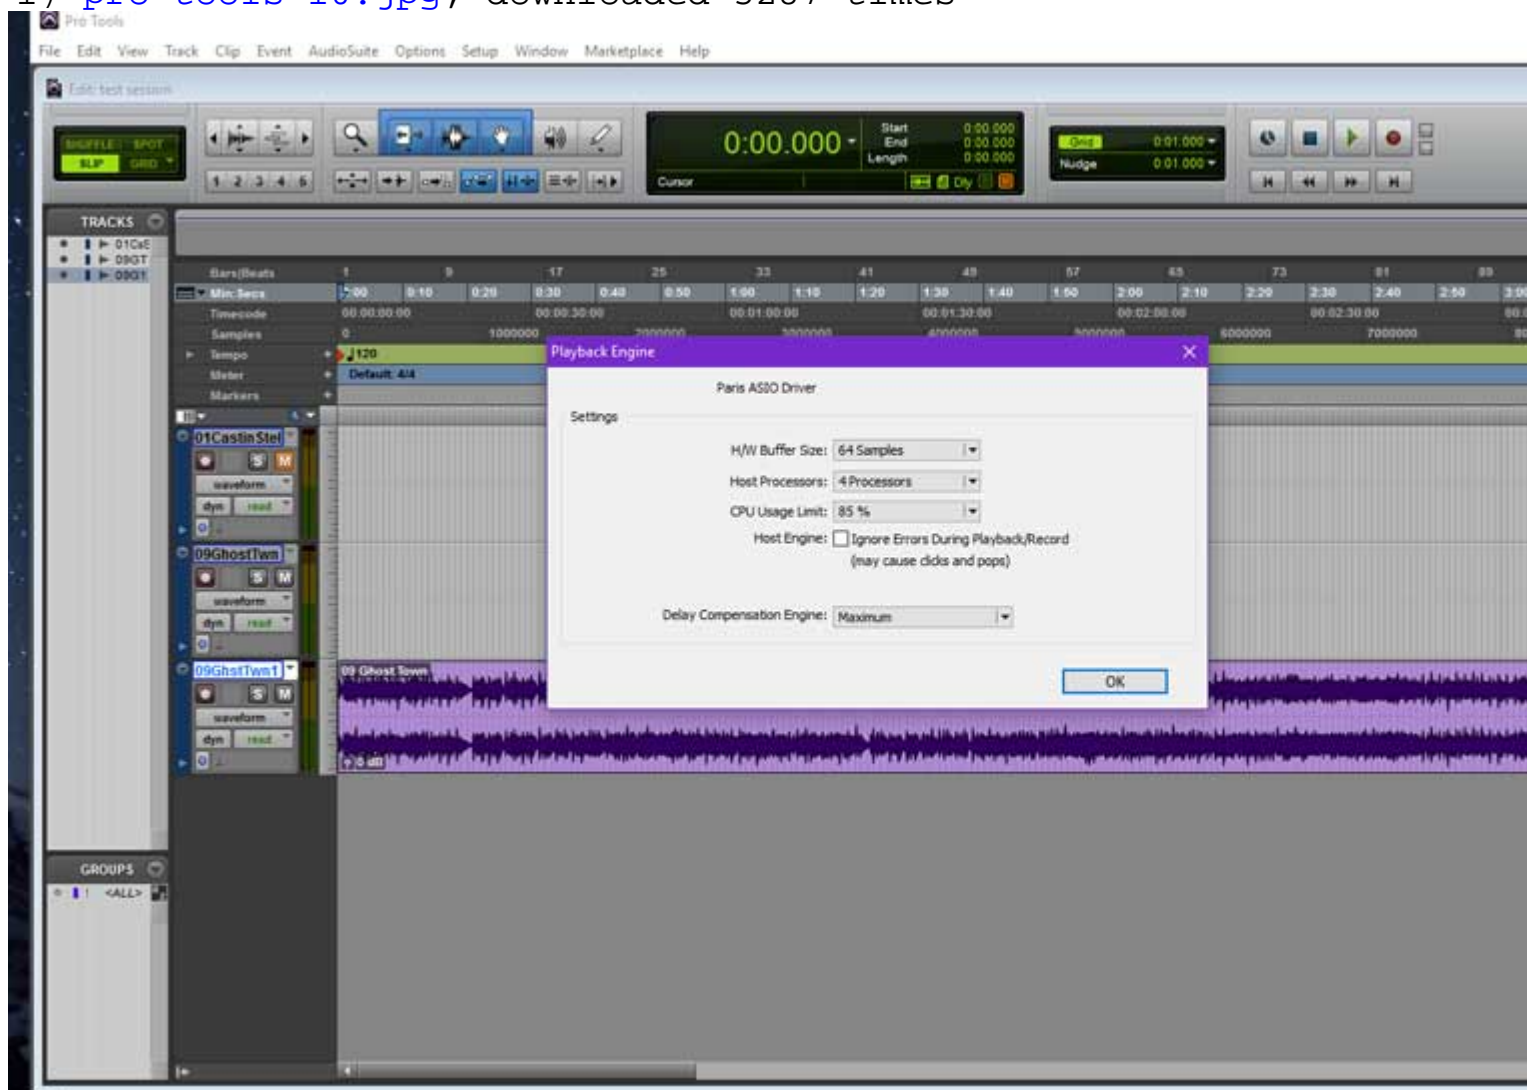 Pro Tools
File Edit View Track Clip Event AudioSuite Options Setup Window Marketplace Help
Edit: test session
SHUFFLE SPOT
SLIP GRID
1 2 3 4 5
0:00.000
Start 0:00.000
End 0:00.000
Length 0:00.000
Cursor
Dly
Grid 0:01.000
Nudge 0:01.000
TRACKS
01CaS
09GT
09G1
Bars|Beats 1 9 17 25 33 41 49 57 65 73 81 89
Min:Secs 0:00 0:10 0:20 0:30 0:40 0:50 1:00 1:10 1:20 1:30 1:40 1:50 2:00 2:10 2:20 2:30 2:40 2:50 3:00
Timecode 00:00:00:00 00:00:30:00 00:01:00:00 00:01:30:00 00:02:00:00 00:02:30:00
Samples 0 1000000 2000000 3000000 4000000 5000000 6000000 7000000
Tempo 120
Meter Default: 4/4
Markers
Playback Engine
Paris ASIO Driver
Settings
H/W Buffer Size: 64 Samples
Host Processors: 4 Processors
CPU Usage Limit: 85 %
Host Engine: Ignore Errors During Playback/Record
(may cause clicks and pops)
Delay Compensation Engine: Maximum
OK
01CastinStel
S M
waveform
dyn read
09GhostTwn
S M
waveform
dyn read
09GhstTwn1
S M
waveform
dyn read
09 Ghost Town
0 dB
GROUPS
! <ALL>